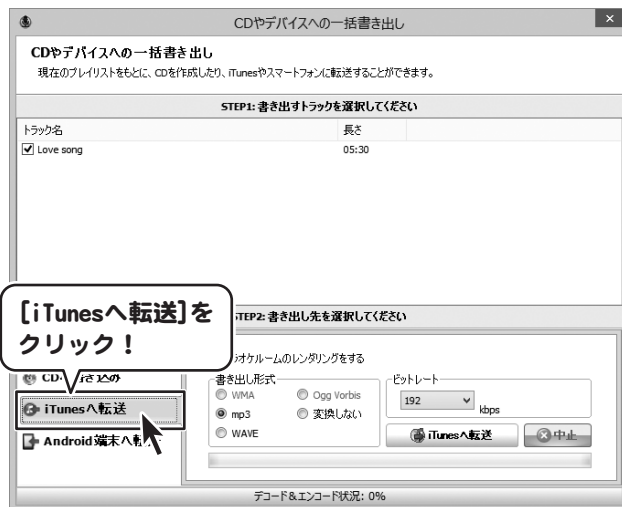 CDやデバイスへの一括書き出し
CDやデバイスへの一括書き出し
現在のプレイリストをもとに、CDを作成したり、iTunesやスマートフォンに転送することができます。
STEP1: 書き出すトラックを選択してください
トラック名 長さ
Love song 05:30
[iTunesへ転送]を
クリック！
STEP2: 書き出し先を選択してください
オケルームのレンダリングをする
書き出し形式
WMA Ogg Vorbis
mp3 変換しない
WAVE
ビットレート
192 kbps
iTunesへ転送 中止
iTunesへ転送
Android端末へ
デコード&エンコード状況: 0%